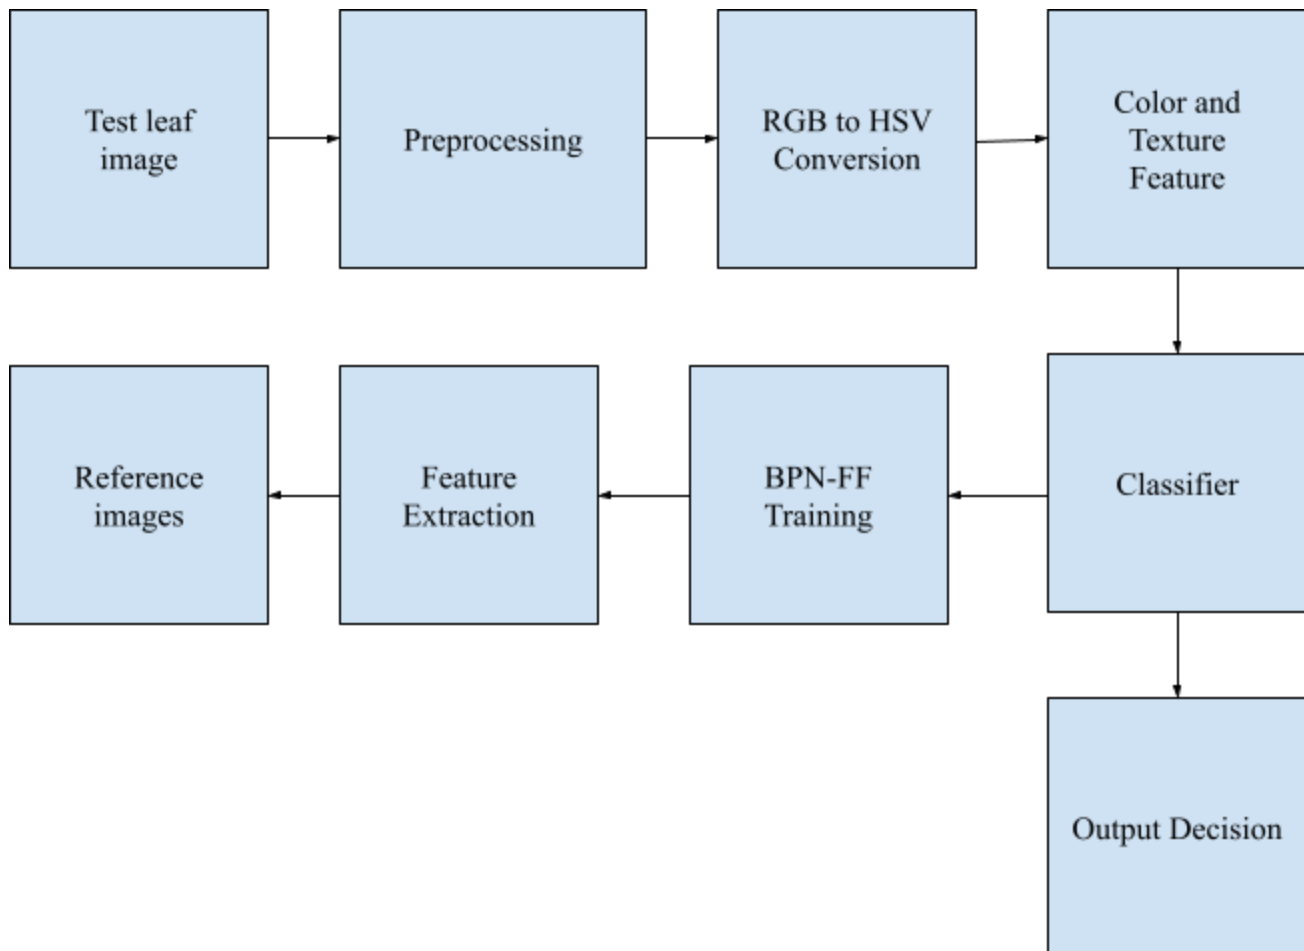 Test leaf
image
Preprocessing
RGB to HSV
Conversion
Color and
Texture
Feature
Reference
images
Feature
Extraction
BPN-FF
Training
Classifier
Output Decision